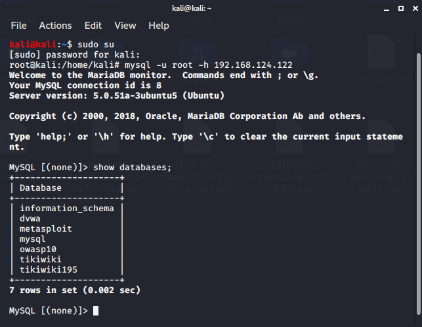 kali@kali: ~
File Actions Edit View Help
kali@kali:~$ sudo su
[sudo] password for kali:
root@kali:/home/kali# mysql -u root -h 192.168.124.122
Welcome to the MariaDB monitor.  Commands end with ; or \g.
Your MySQL connection id is 8
Server version: 5.0.51a-3ubuntu5 (Ubuntu)
Copyright (c) 2000, 2018, Oracle, MariaDB Corporation Ab and others.
Type 'help;' or '\h' for help. Type '\c' to clear the current input stateme
nt.
MySQL [(none)]> show databases;
+--------------------+
| Database           |
+--------------------+
| information_schema |
| dvwa               |
| metasploit         |
| mysql              |
| owasp10            |
| tikiwiki           |
| tikiwiki195        |
+--------------------+
7 rows in set (0.002 sec)
MySQL [(none)]>